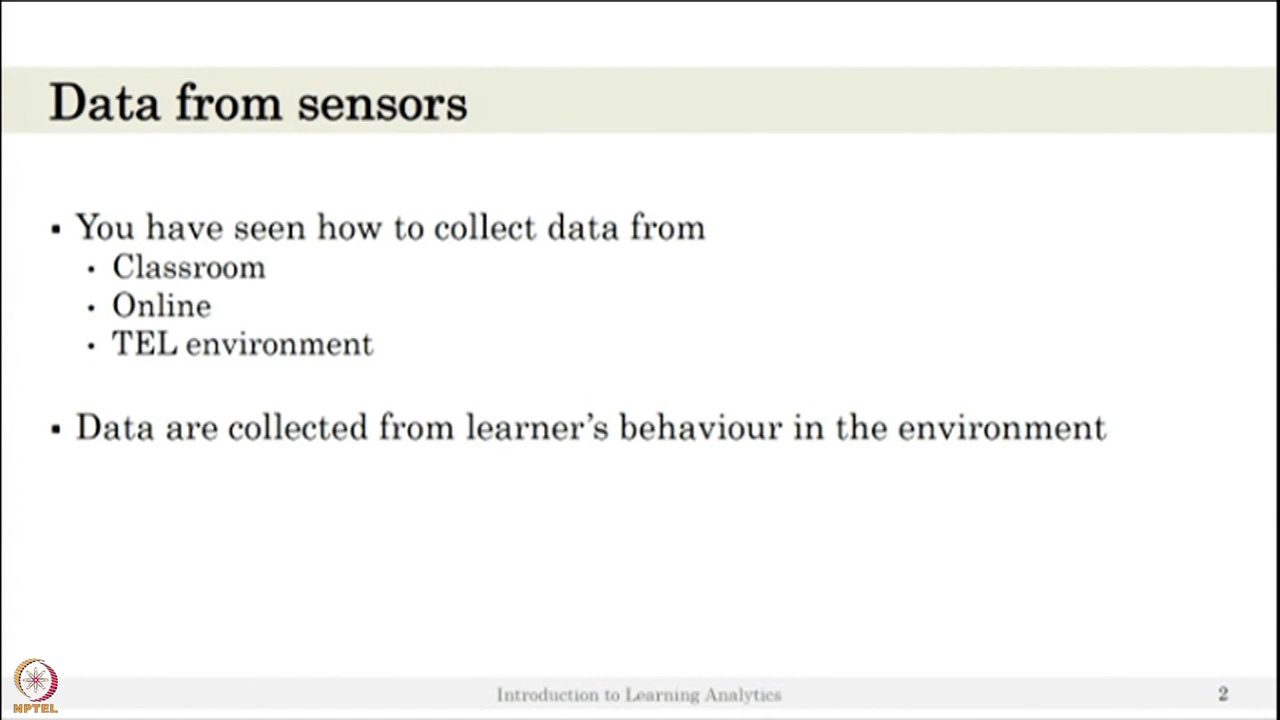 Data from sensors
▪ You have seen how to collect data from
• Classroom
• Online
• TEL environment
▪ Data are collected from learner's behaviour in the environment
NPTEL
Introduction to Learning Analytics
2